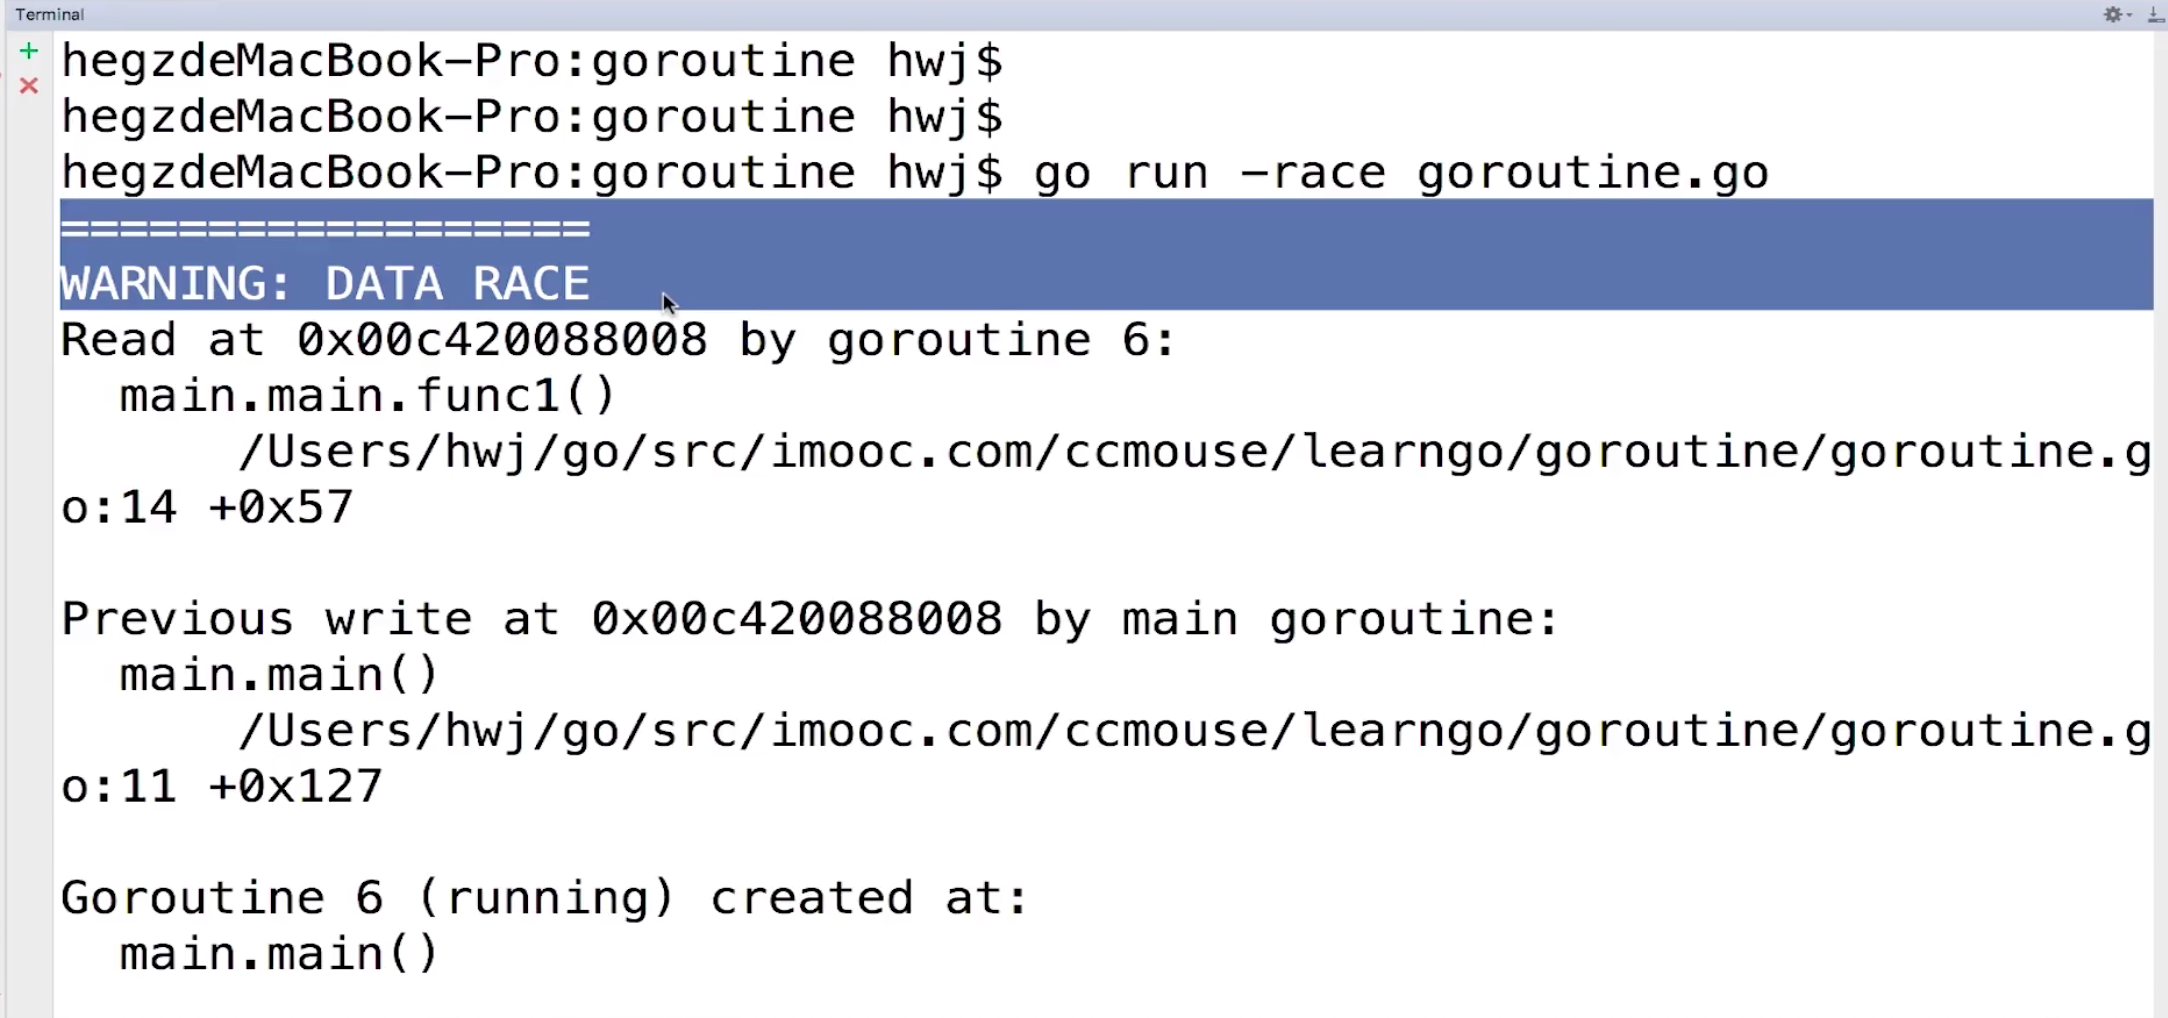 Terminal
hegzdeMacBook-Pro:goroutine hwj$
hegzdeMacBook-Pro:goroutine hwj$
hegzdeMacBook-Pro:goroutine hwj$ go run -race goroutine.go
==================
WARNING: DATA RACE
Read at 0x00c420088008 by goroutine 6:
  main.main.func1()
      /Users/hwj/go/src/imooc.com/ccmouse/learngo/goroutine/goroutine.g
o:14 +0x57

Previous write at 0x00c420088008 by main goroutine:
  main.main()
      /Users/hwj/go/src/imooc.com/ccmouse/learngo/goroutine/goroutine.g
o:11 +0x127

Goroutine 6 (running) created at:
  main.main()